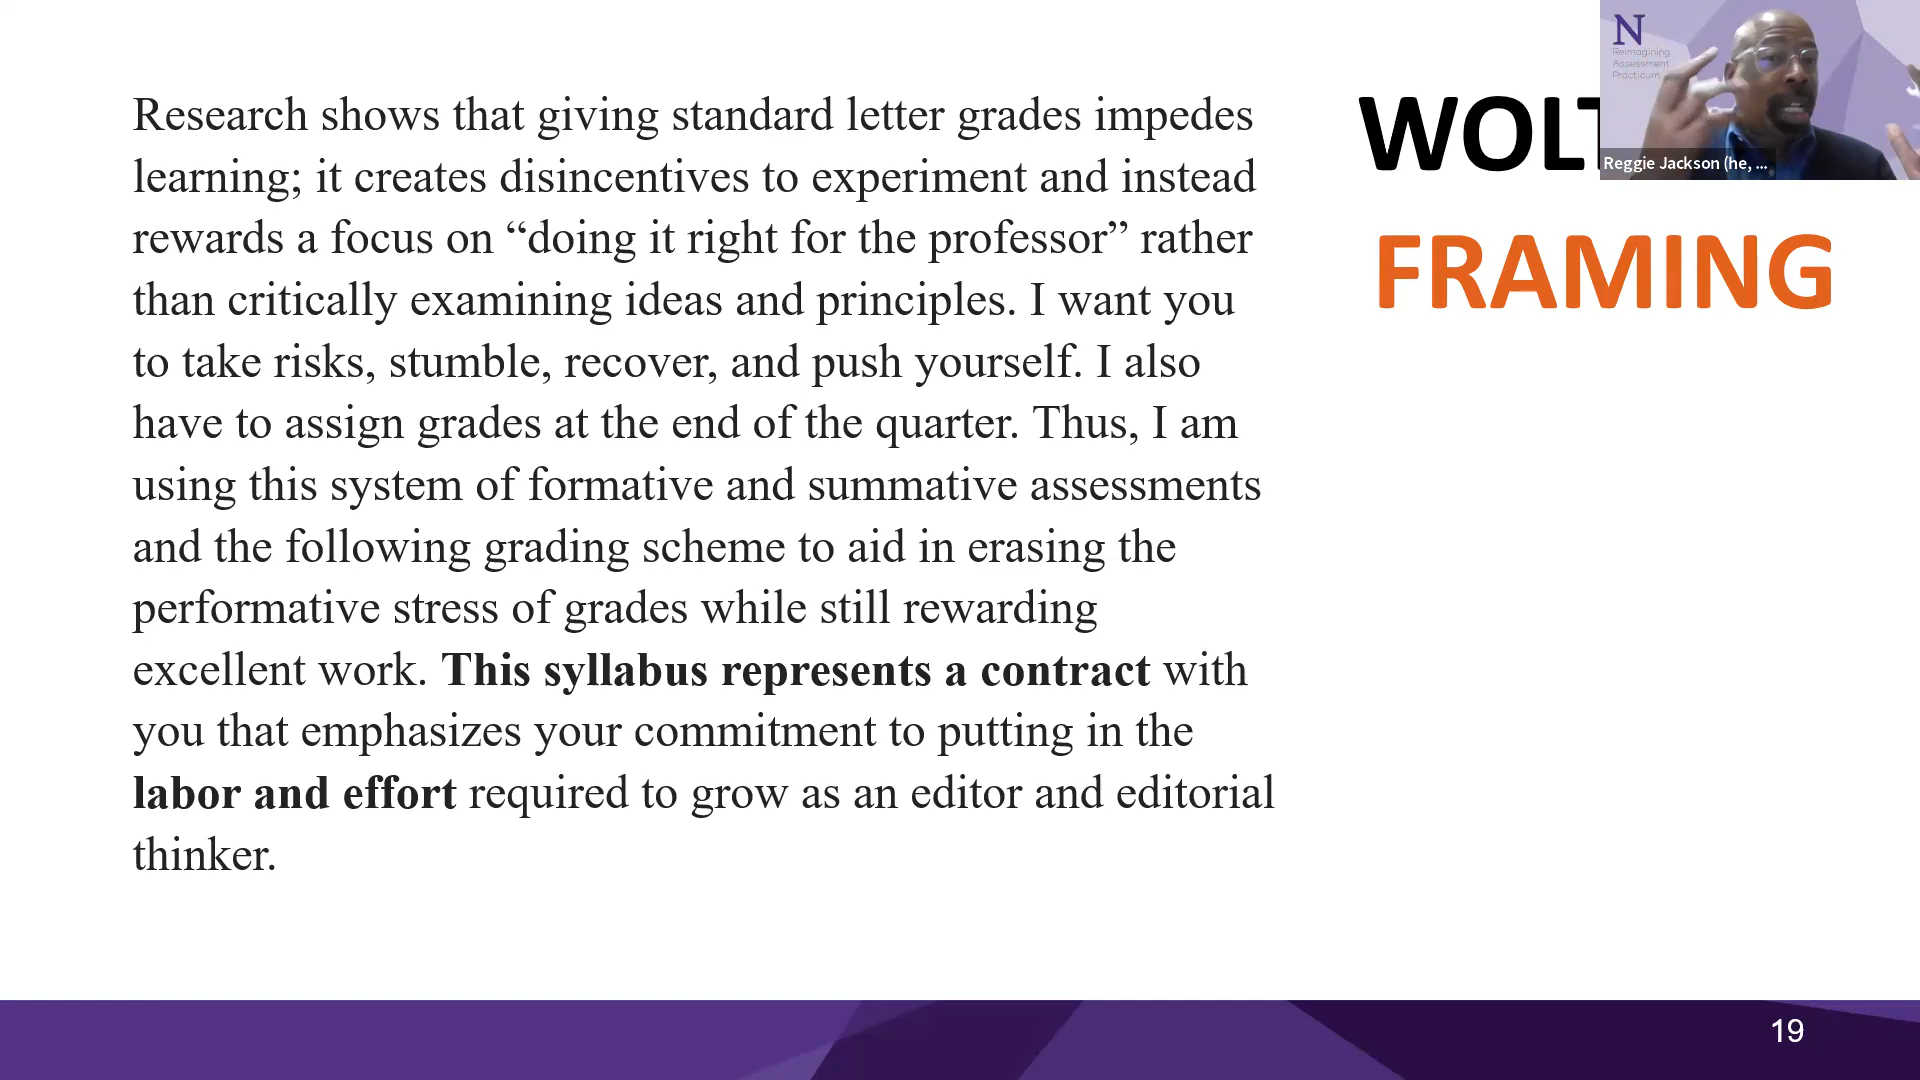 Research shows that giving standard letter grades impedes
learning; it creates disincentives to experiment and instead
rewards a focus on “doing it right for the professor” rather
than critically examining ideas and principles. I want you
to take risks, stumble, recover, and push yourself. I also
have to assign grades at the end of the quarter. Thus, I am
using this system of formative and summative assessments
and the following grading scheme to aid in erasing the
performative stress of grades while still rewarding
excellent work. This syllabus represents a contract with
you that emphasizes your commitment to putting in the
labor and effort required to grow as an editor and editorial
thinker.
FRAMING
N
Reimagining
Assessment
Practicum
Reggie Jackson (he, ...
19